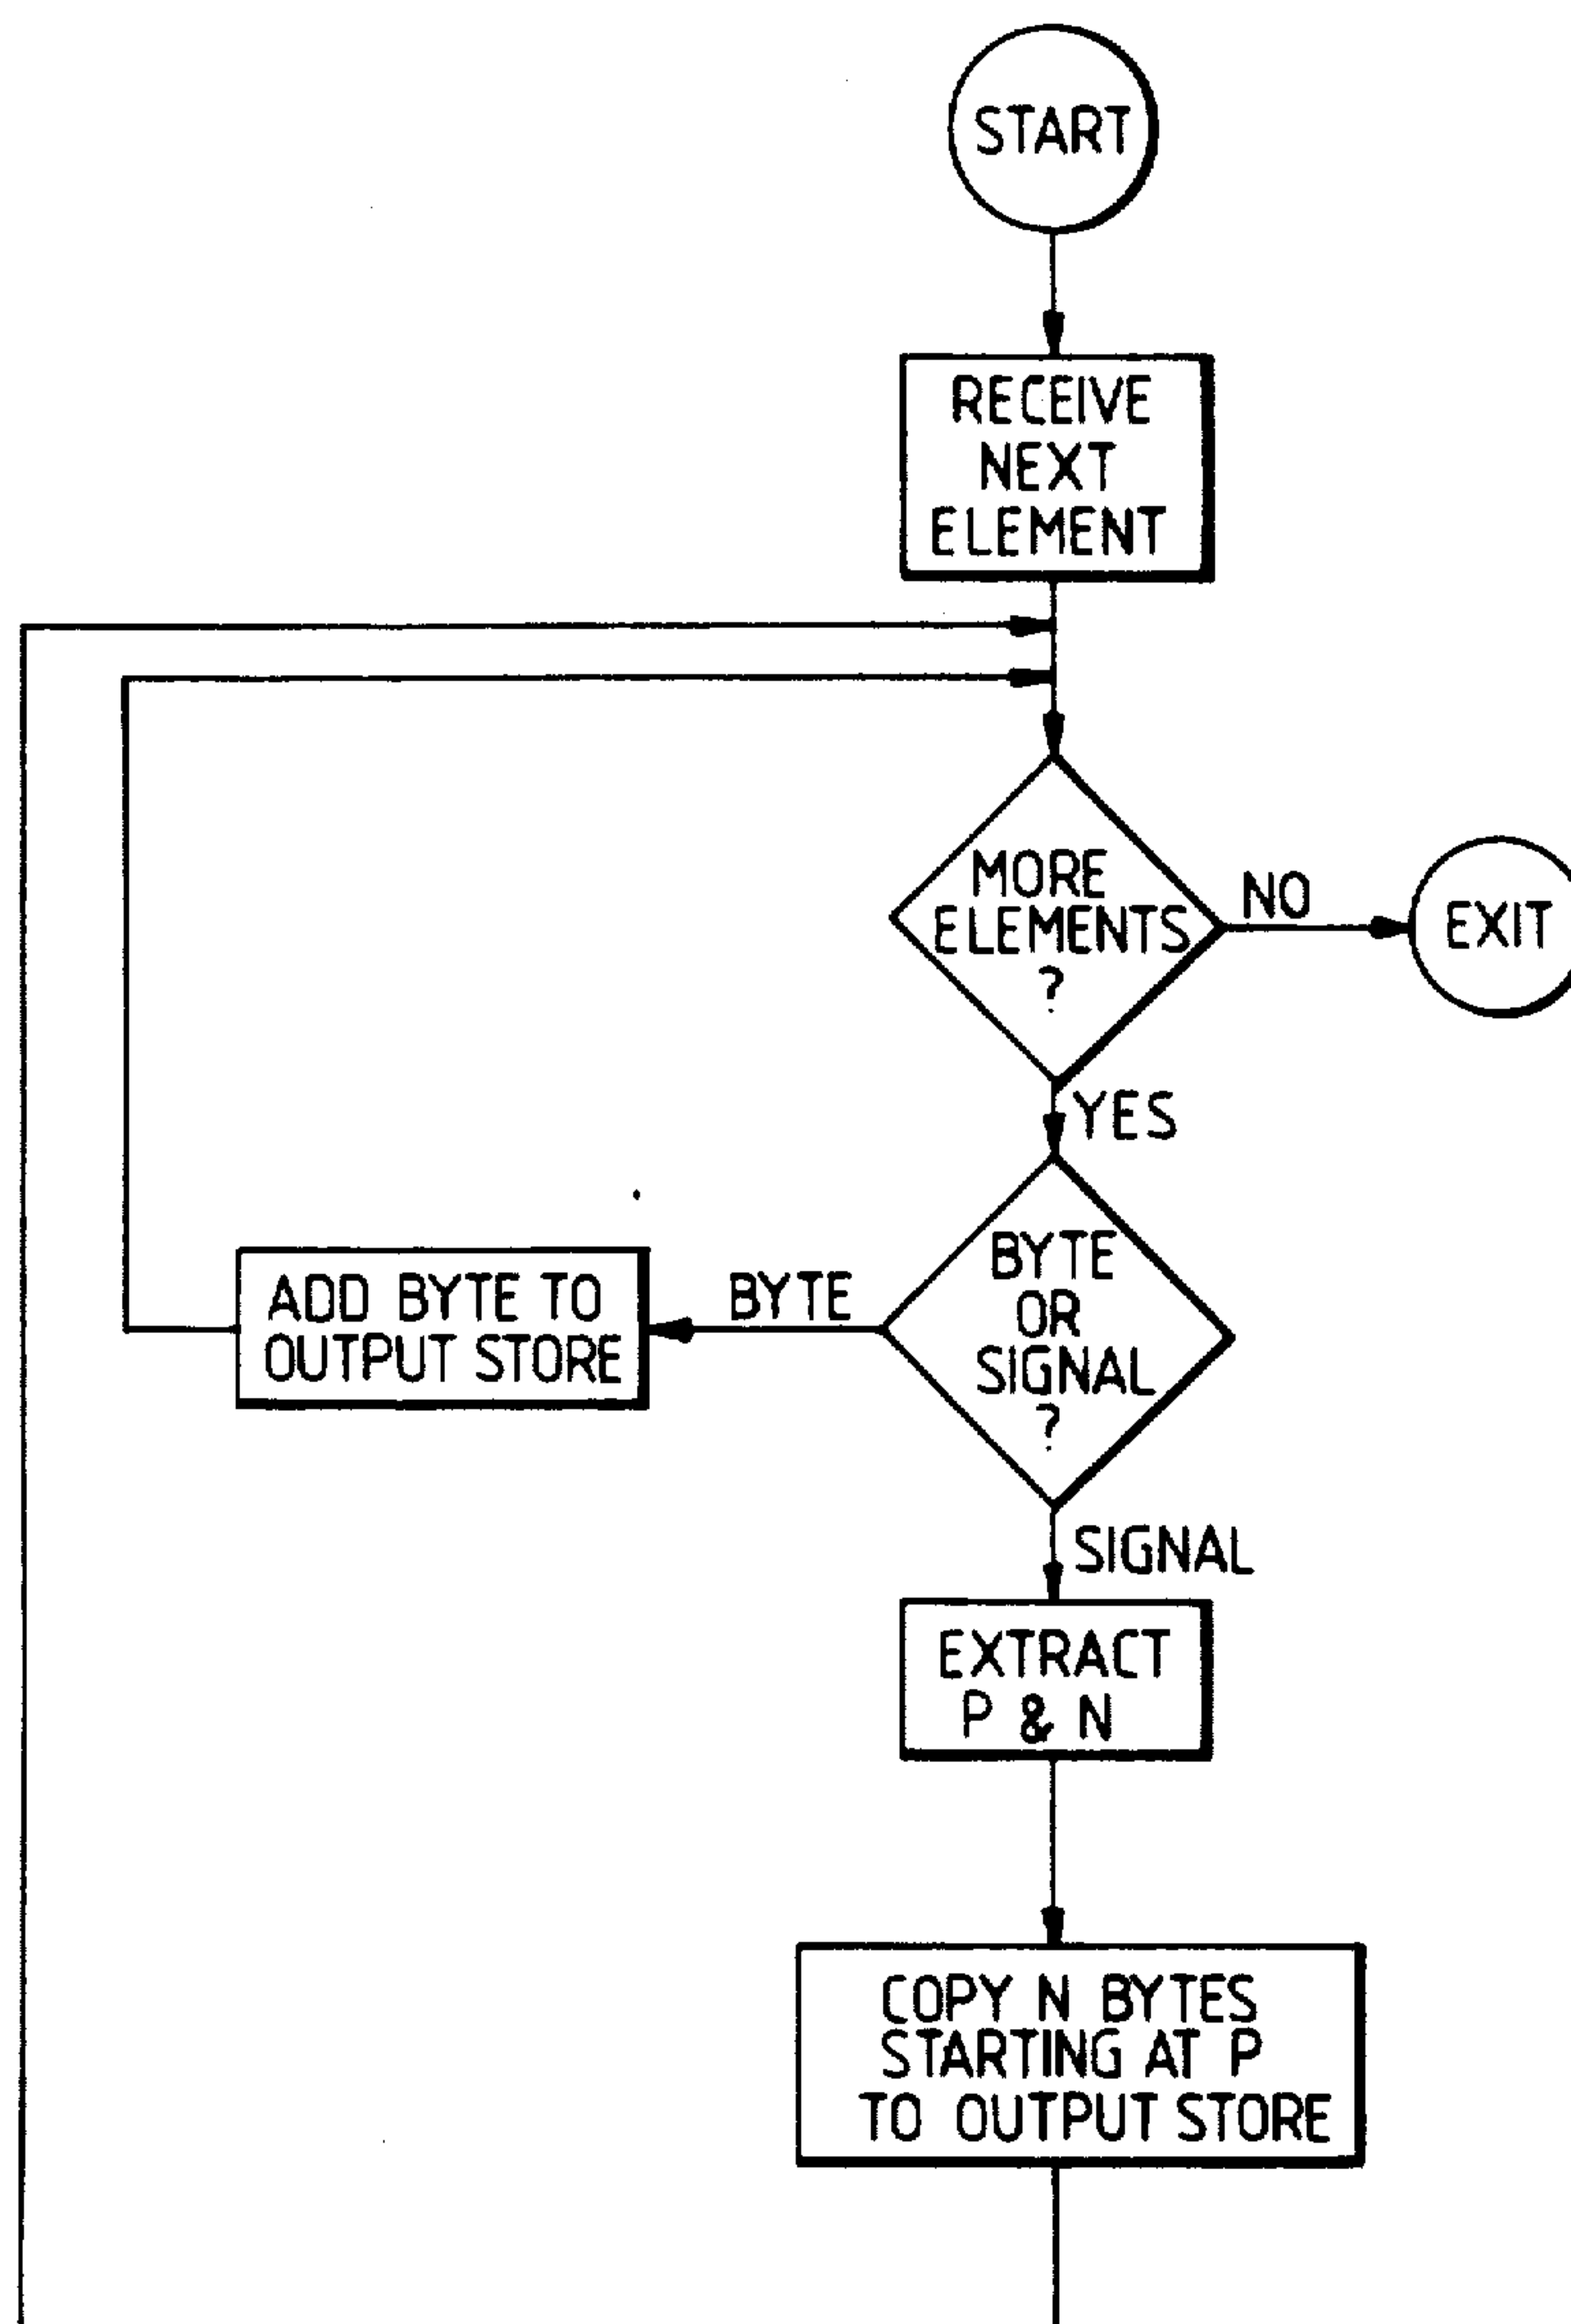 START
RECEIVE
NEXT
ELEMENT
MORE
ELEMENTS
?
NO
EXIT
YES
BYTE
OR
SIGNAL
?
BYTE
ADD BYTE TO
OUTPUT STORE
SIGNAL
EXTRACT
P & N
COPY N BYTES
STARTING AT P
TO OUTPUT STORE